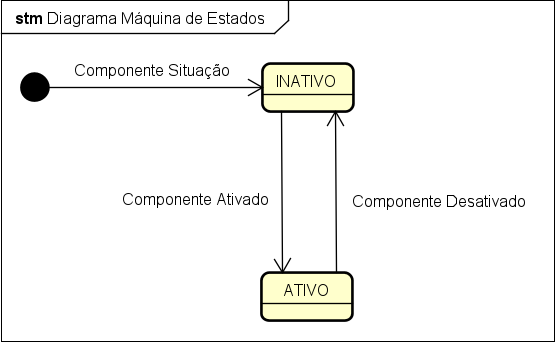 stm Diagrama Máquina de Estados
Componente Situação
INATIVO
Componente Ativado
Componente Desativado
ATIVO